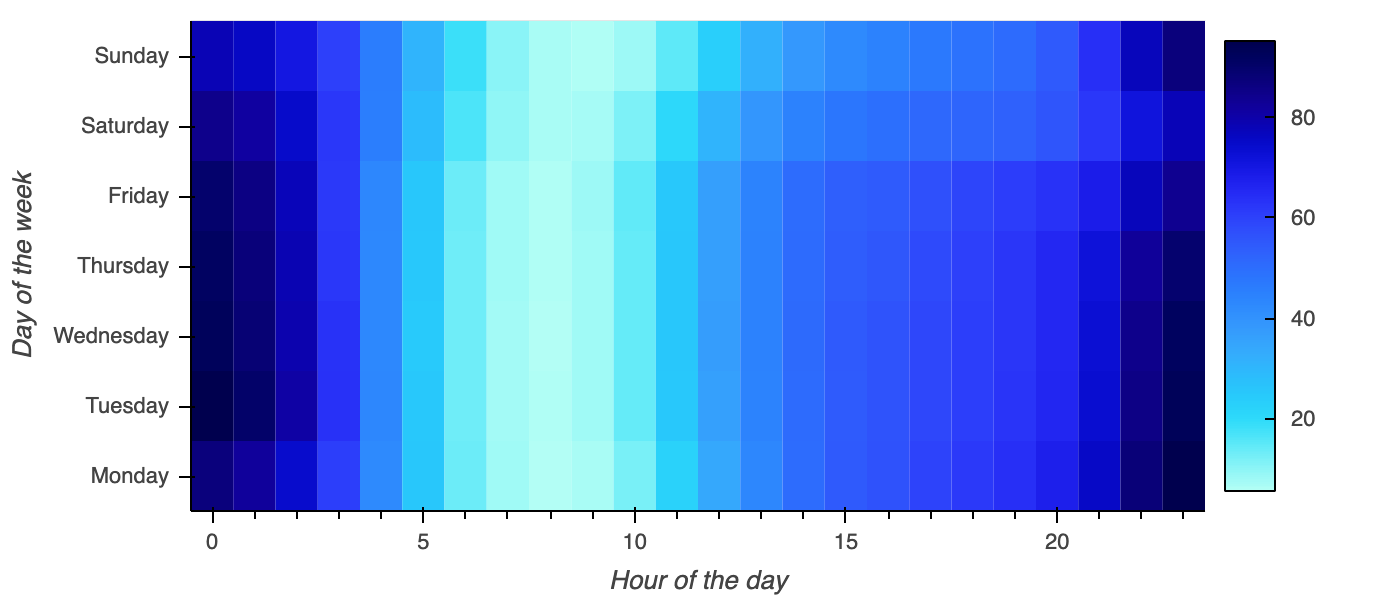 Day of the week
Sunday
Saturday
Friday
Thursday
Wednesday
Tuesday
Monday
0 5 10 15 20
Hour of the day
80
60
40
20